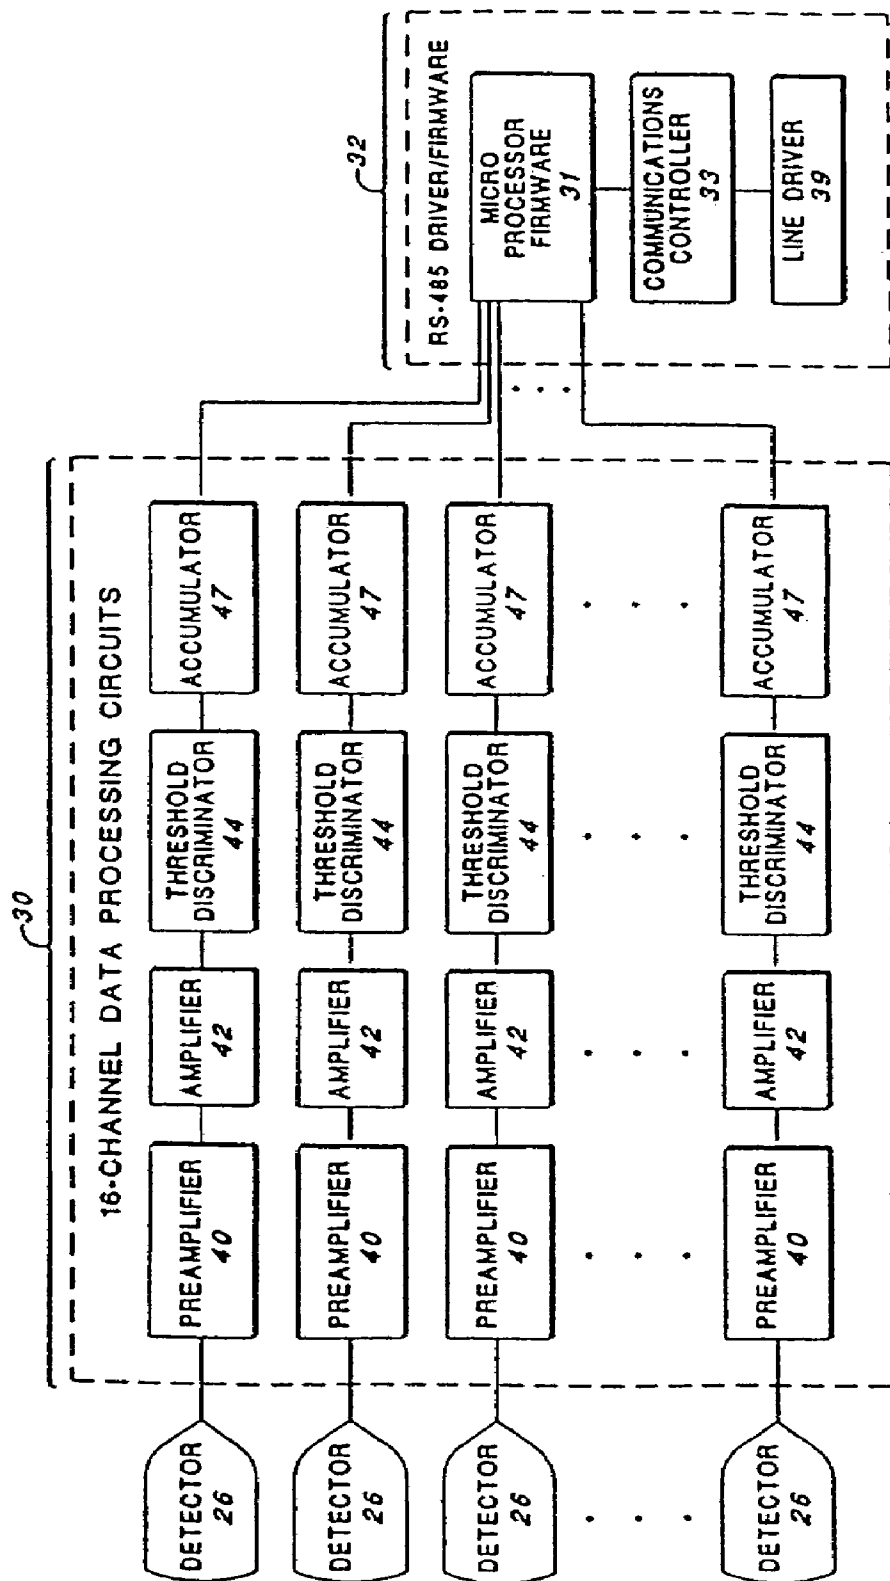 30
16-CHANNEL DATA PROCESSING CIRCUITS
DETECTOR
26
PREAMPLIFIER
40
AMPLIFIER
42
THRESHOLD
DISCRIMINATOR
44
ACCUMULATOR
47
DETECTOR
26
PREAMPLIFIER
40
AMPLIFIER
42
THRESHOLD
DISCRIMINATOR
44
ACCUMULATOR
47
DETECTOR
26
PREAMPLIFIER
40
AMPLIFIER
42
THRESHOLD
DISCRIMINATOR
44
ACCUMULATOR
47
DETECTOR
26
PREAMPLIFIER
40
AMPLIFIER
42
THRESHOLD
DISCRIMINATOR
44
ACCUMULATOR
47
32
RS-485 DRIVER/FIRMWARE
MICRO
PROCESSOR
FIRMWARE
31
COMMUNICATIONS
CONTROLLER
33
LINE DRIVER
39